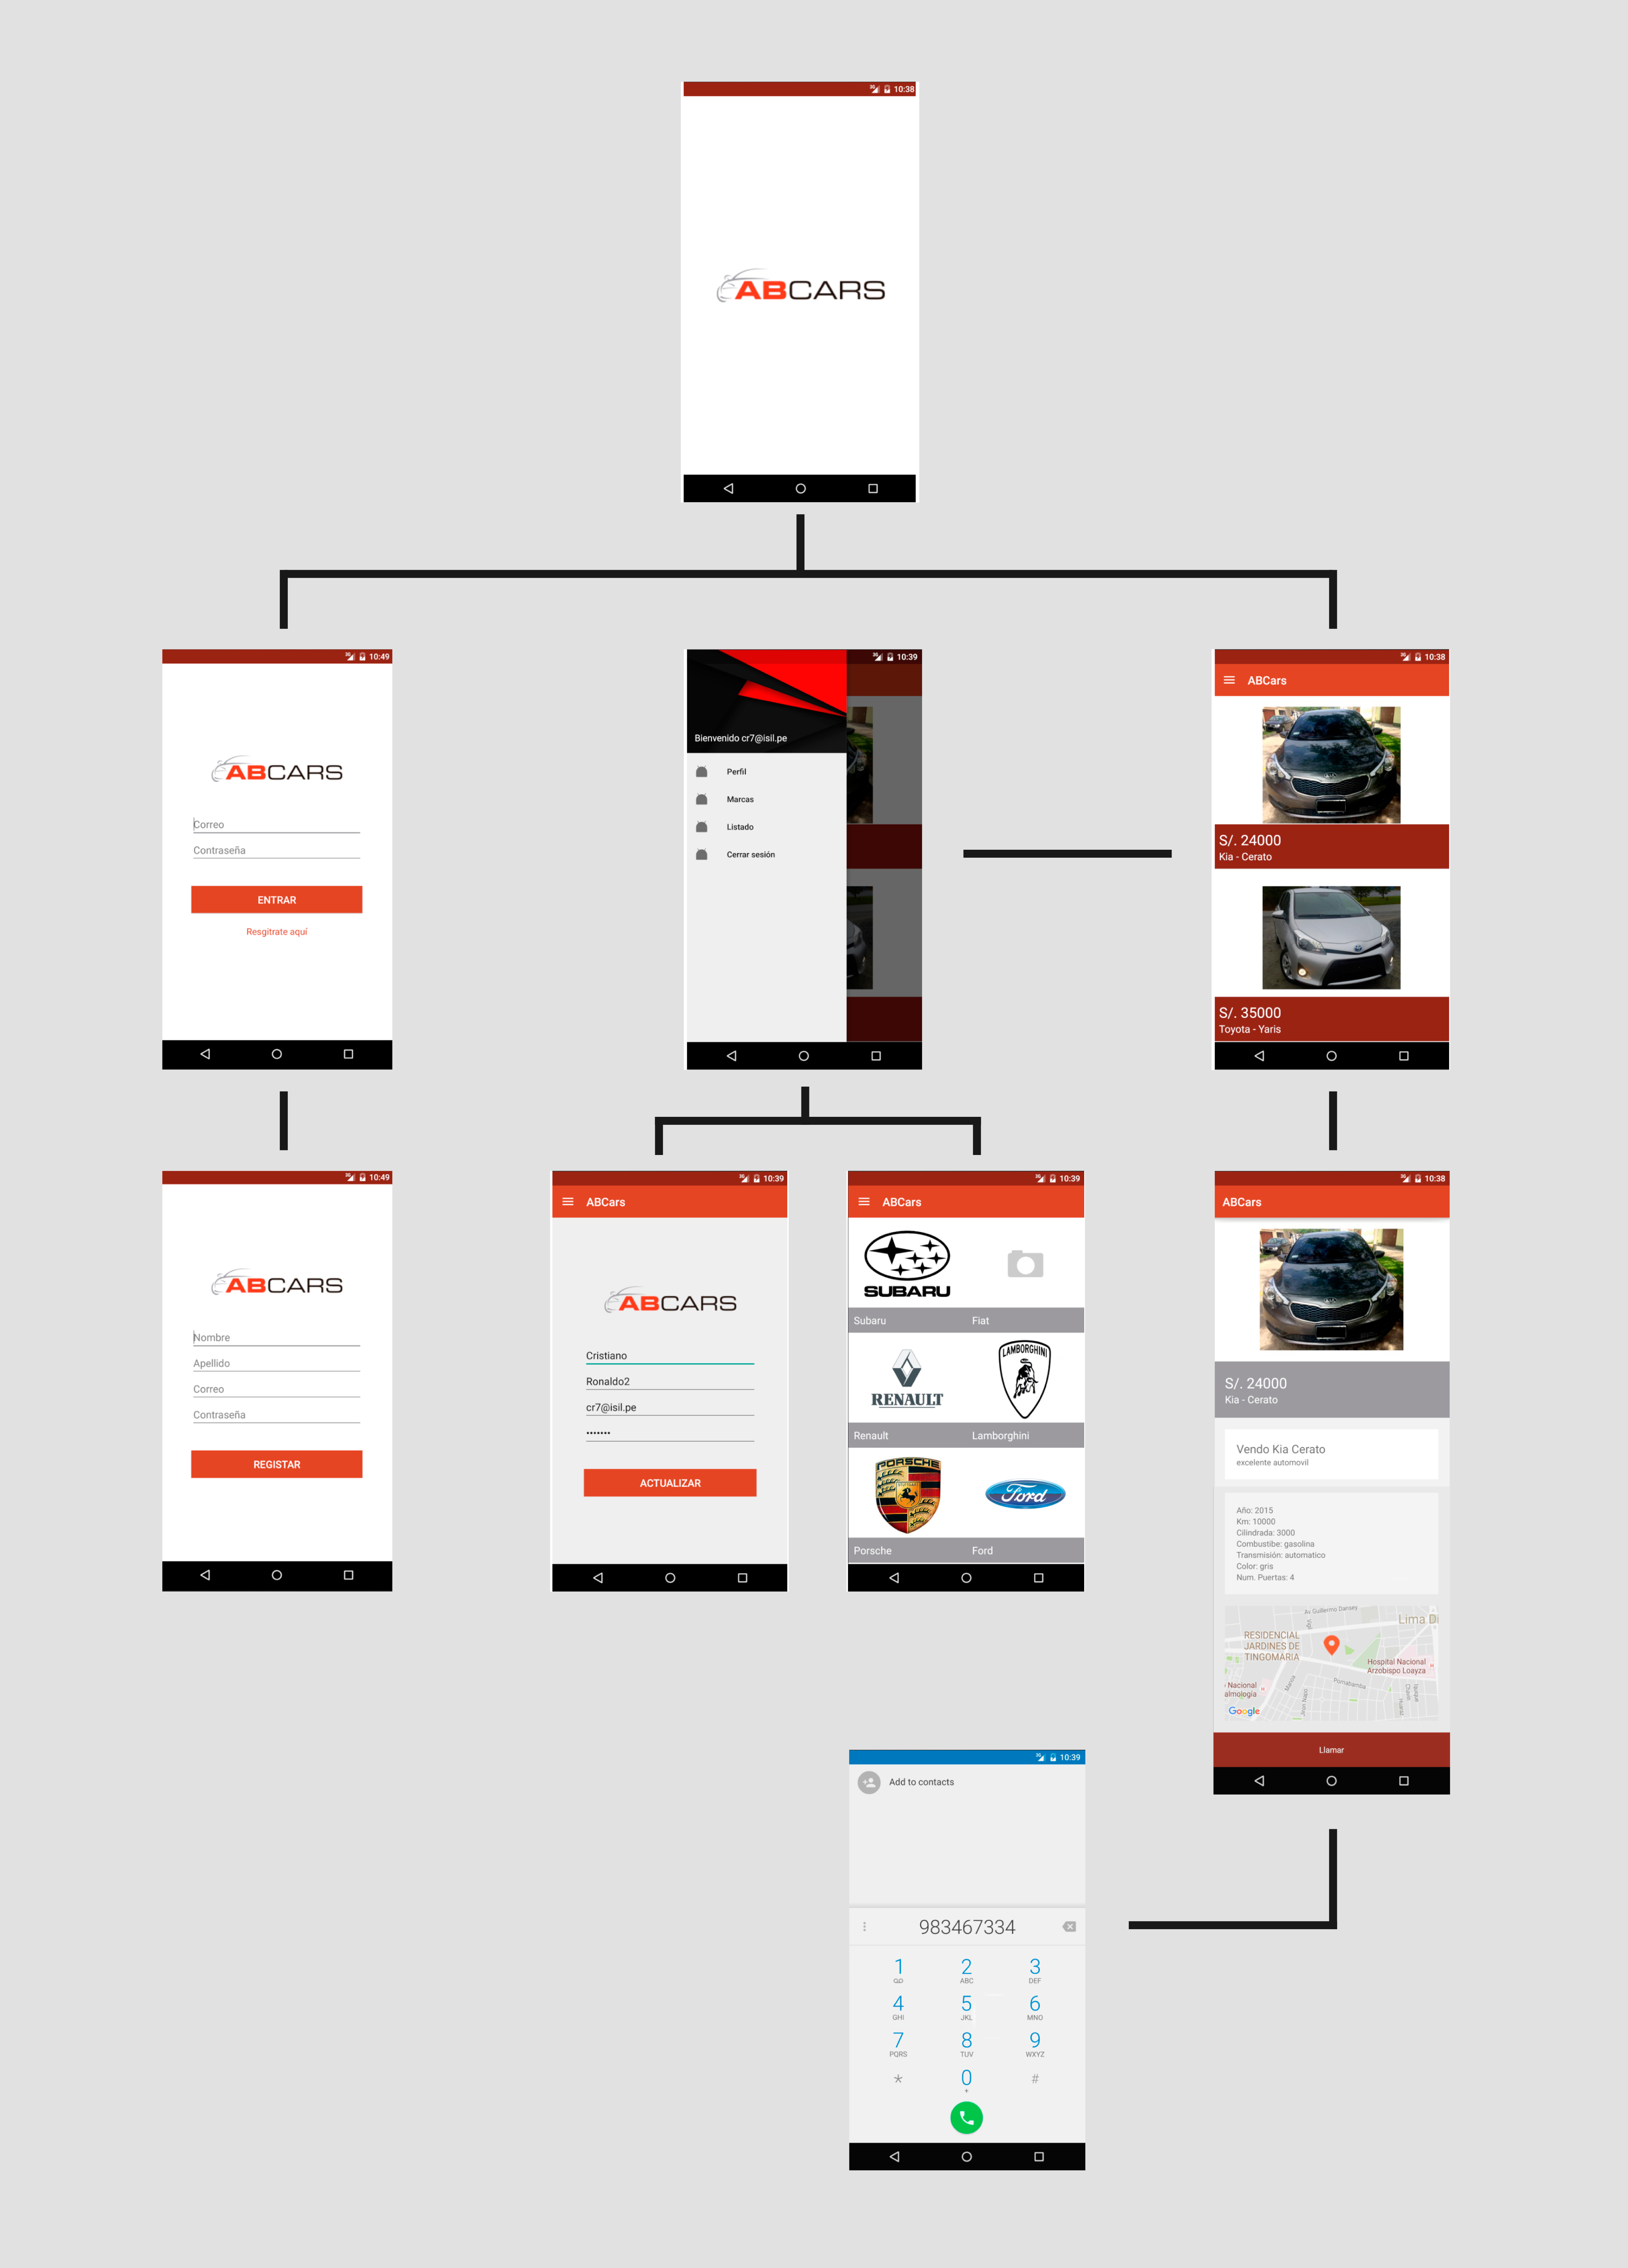 10:38
ABCARS
10:49
ABCARS
Correo
Contraseña
ENTRAR
Resgitrate aquí
10:39
Bienvenido cr7@isil.pe
Perfil
Marcas
Listado
Cerrar sesión
10:38
ABCars
S/. 24000
Kia - Cerato
S/. 35000
Toyota - Yaris
10:49
ABCARS
Nombre
Apellido
Correo
Contraseña
REGISTAR
10:39
ABCars
ABCARS
Cristiano
Ronaldo2
cr7@isil.pe
•••••••
ACTUALIZAR
10:39
ABCars
SUBARU
Subaru Fiat
RENAULT
LAMBORGHINI
Renault Lamborghini
PORSCHE
Ford
Porsche Ford
10:38
ABCars
S/. 24000
Kia - Cerato
Vendo Kia Cerato
excelente automovil
Año: 2015
Km: 10000
Cilindrada: 3000
Combustibe: gasolina
Transmisión: automatico
Color: gris
Num. Puertas: 4
Av Guillermo Dansey
Lima Di
RESIDENCIAL
JARDINES DE
TINGOMARIA
Hospital Nacional
Arzobispo Loayza
Pomabamba
Nacional
almología
Google
Llamar
10:39
Add to contacts
983467334
1 2 3
ABC DEF
4 5 6
GHI JKL MNO
7 8 9
PQRS TUV WXYZ
* 0 #
+